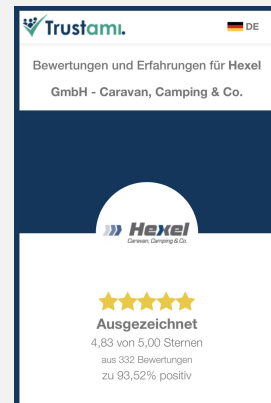 Trustami.
DE
Bewertungen und Erfahrungen für Hexel
GmbH - Caravan, Camping & Co.
Hexel
Caravan, Camping & Co.
Ausgezeichnet
4,83 von 5,00 Sternen
aus 332 Bewertungen
zu 93,52% positiv